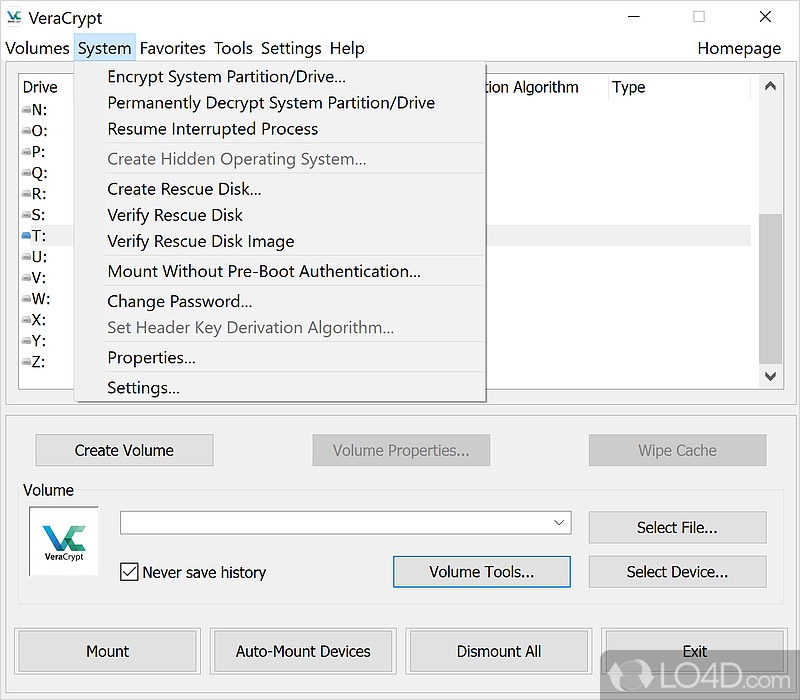 VeraCrypt
Volumes System Favorites Tools Settings Help Homepage
Drive tion Algorithm Type
N:
O:
P:
Q:
R:
S:
T:
U:
V:
W:
X:
Y:
Z:
Encrypt System Partition/Drive...
Permanently Decrypt System Partition/Drive
Resume Interrupted Process
Create Hidden Operating System...
Create Rescue Disk...
Verify Rescue Disk
Verify Rescue Disk Image
Mount Without Pre-Boot Authentication...
Change Password...
Set Header Key Derivation Algorithm...
Properties...
Settings...
Create Volume Volume Properties... Wipe Cache
Volume
VeraCrypt
Select File...
Never save history Volume Tools... Select Device...
Mount Auto-Mount Devices Dismount All Exit
LO4D.com